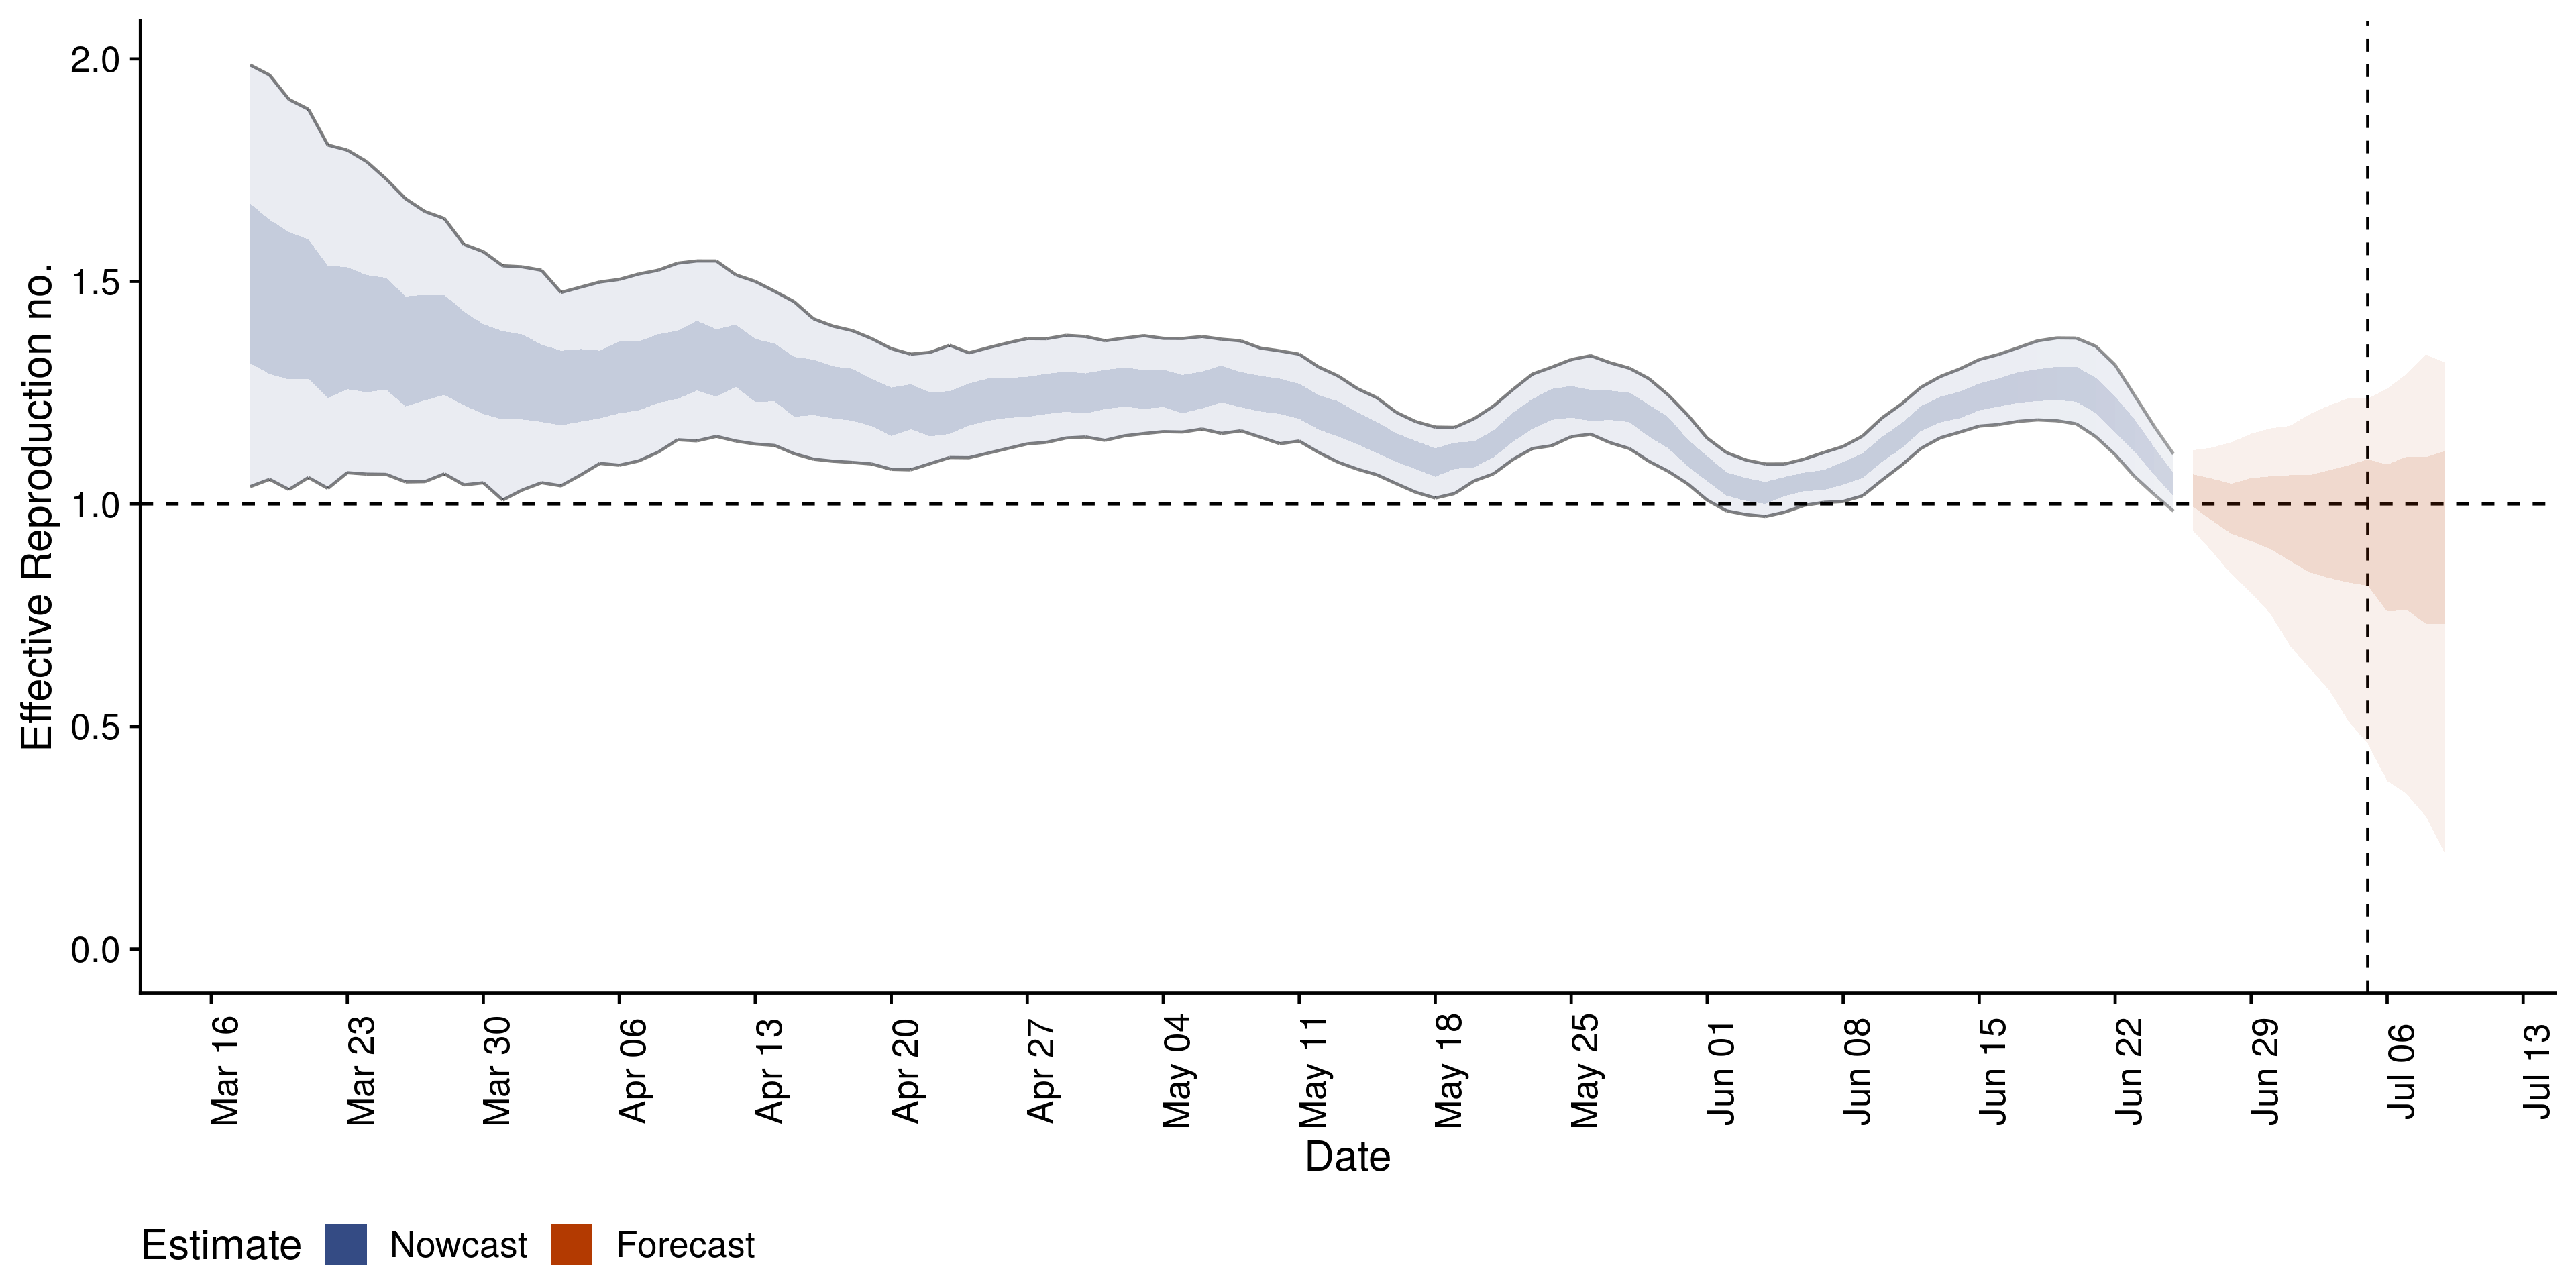 Effective Reproduction no.
2.0
1.5
1.0
0.5
0.0
Mar 16
Mar 23
Mar 30
Apr 06
Apr 13
Apr 20
Apr 27
May 04
May 11
May 18
May 25
Jun 01
Jun 08
Jun 15
Jun 22
Jun 29
Jul 06
Jul 13
Date
Estimate Nowcast Forecast